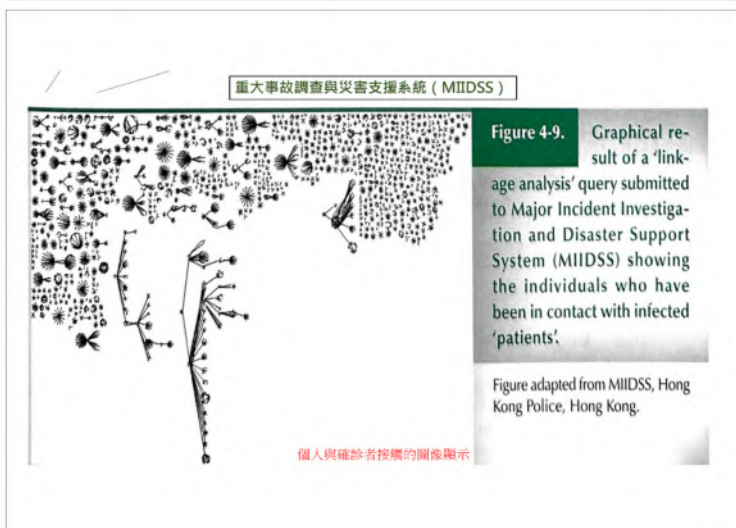 重大事故調查與災害支援系統（MIIDSS）
Figure 4-9. Graphical re-
sult of a 'link-
age analysis' query submitted
to Major Incident Investiga-
tion and Disaster Support
System (MIIDSS) showing
the individuals who have
been in contact with infected
'patients'.
Figure adapted from MIIDSS, Hong
Kong Police, Hong Kong.
個人與確診者接觸的圖像顯示